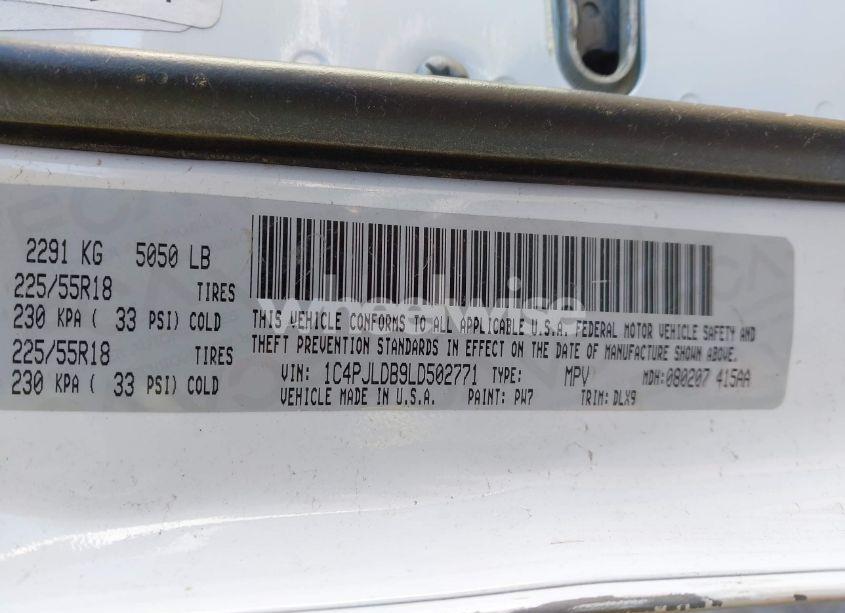 2291 KG 5050 LB
225/55R18 TIRES
230 KPA ( 33 PSI) COLD
225/55R18 TIRES
230 KPA ( 33 PSI) COLD
THIS VEHICLE CONFORMS TO ALL APPLICABLE U.S.A. FEDERAL MOTOR VEHICLE SAFETY AND
THEFT PREVENTION STANDARDS IN EFFECT ON THE DATE OF MANUFACTURE SHOWN ABOVE.
VIN: 1C4PJLDB9LD502771 TYPE: MPV MDH:080207 415AA
VEHICLE MADE IN U.S.A. PAINT: PW7 TRIM: DLX9
wheelwise